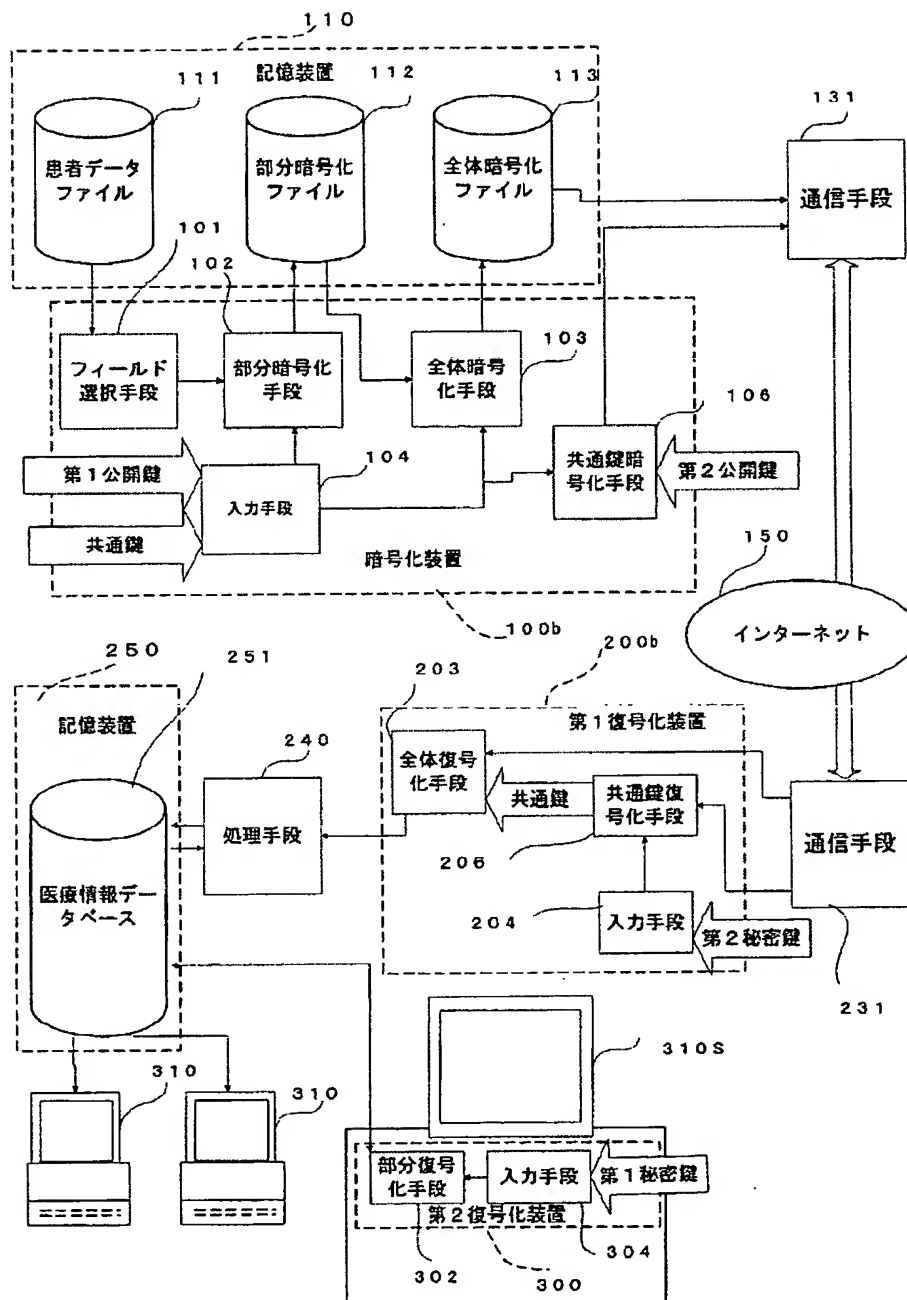 110
111
記憶装置
112
113
131
患者データ
ファイル
部分暗号化
ファイル
全体暗号化
ファイル
通信手段
101
102
103
フィールド
選択手段
部分暗号化
手段
全体暗号
化手段
106
第1公開鍵
104
共通鍵暗
号化手段
第2公開鍵
入力手段
共通鍵
暗号化装置
150
100b
インターネット
250
251
200b
203
記憶装置
240
第1復号化装置
全体復号
化手段
共通鍵
共通鍵復
号化手段
処理手段
206
通信手段
医療情報デー
タベース
204
入力手段
第2秘密鍵
231
310S
310
310
部分復号
化手段
入力手段
第1秘密鍵
第2復号化装置
302
300
304